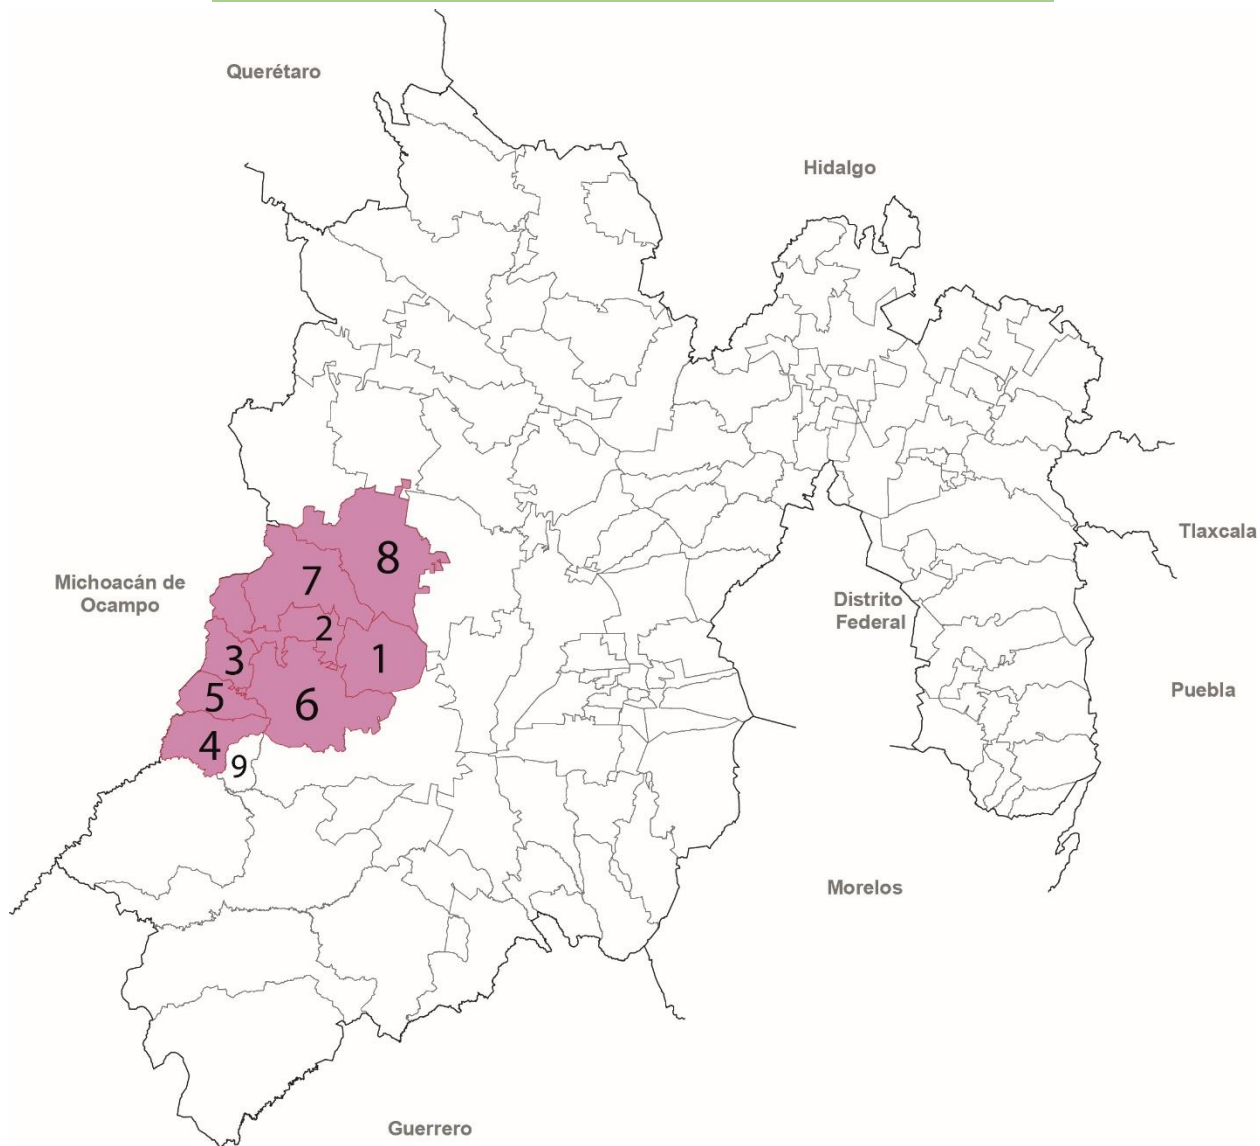 Querétaro
Hidalgo
Tlaxcala
Michoacán de
Ocampo
Distrito
Federal
8
7
2
3
1
5
6
4
9
Puebla
Morelos
Guerrero